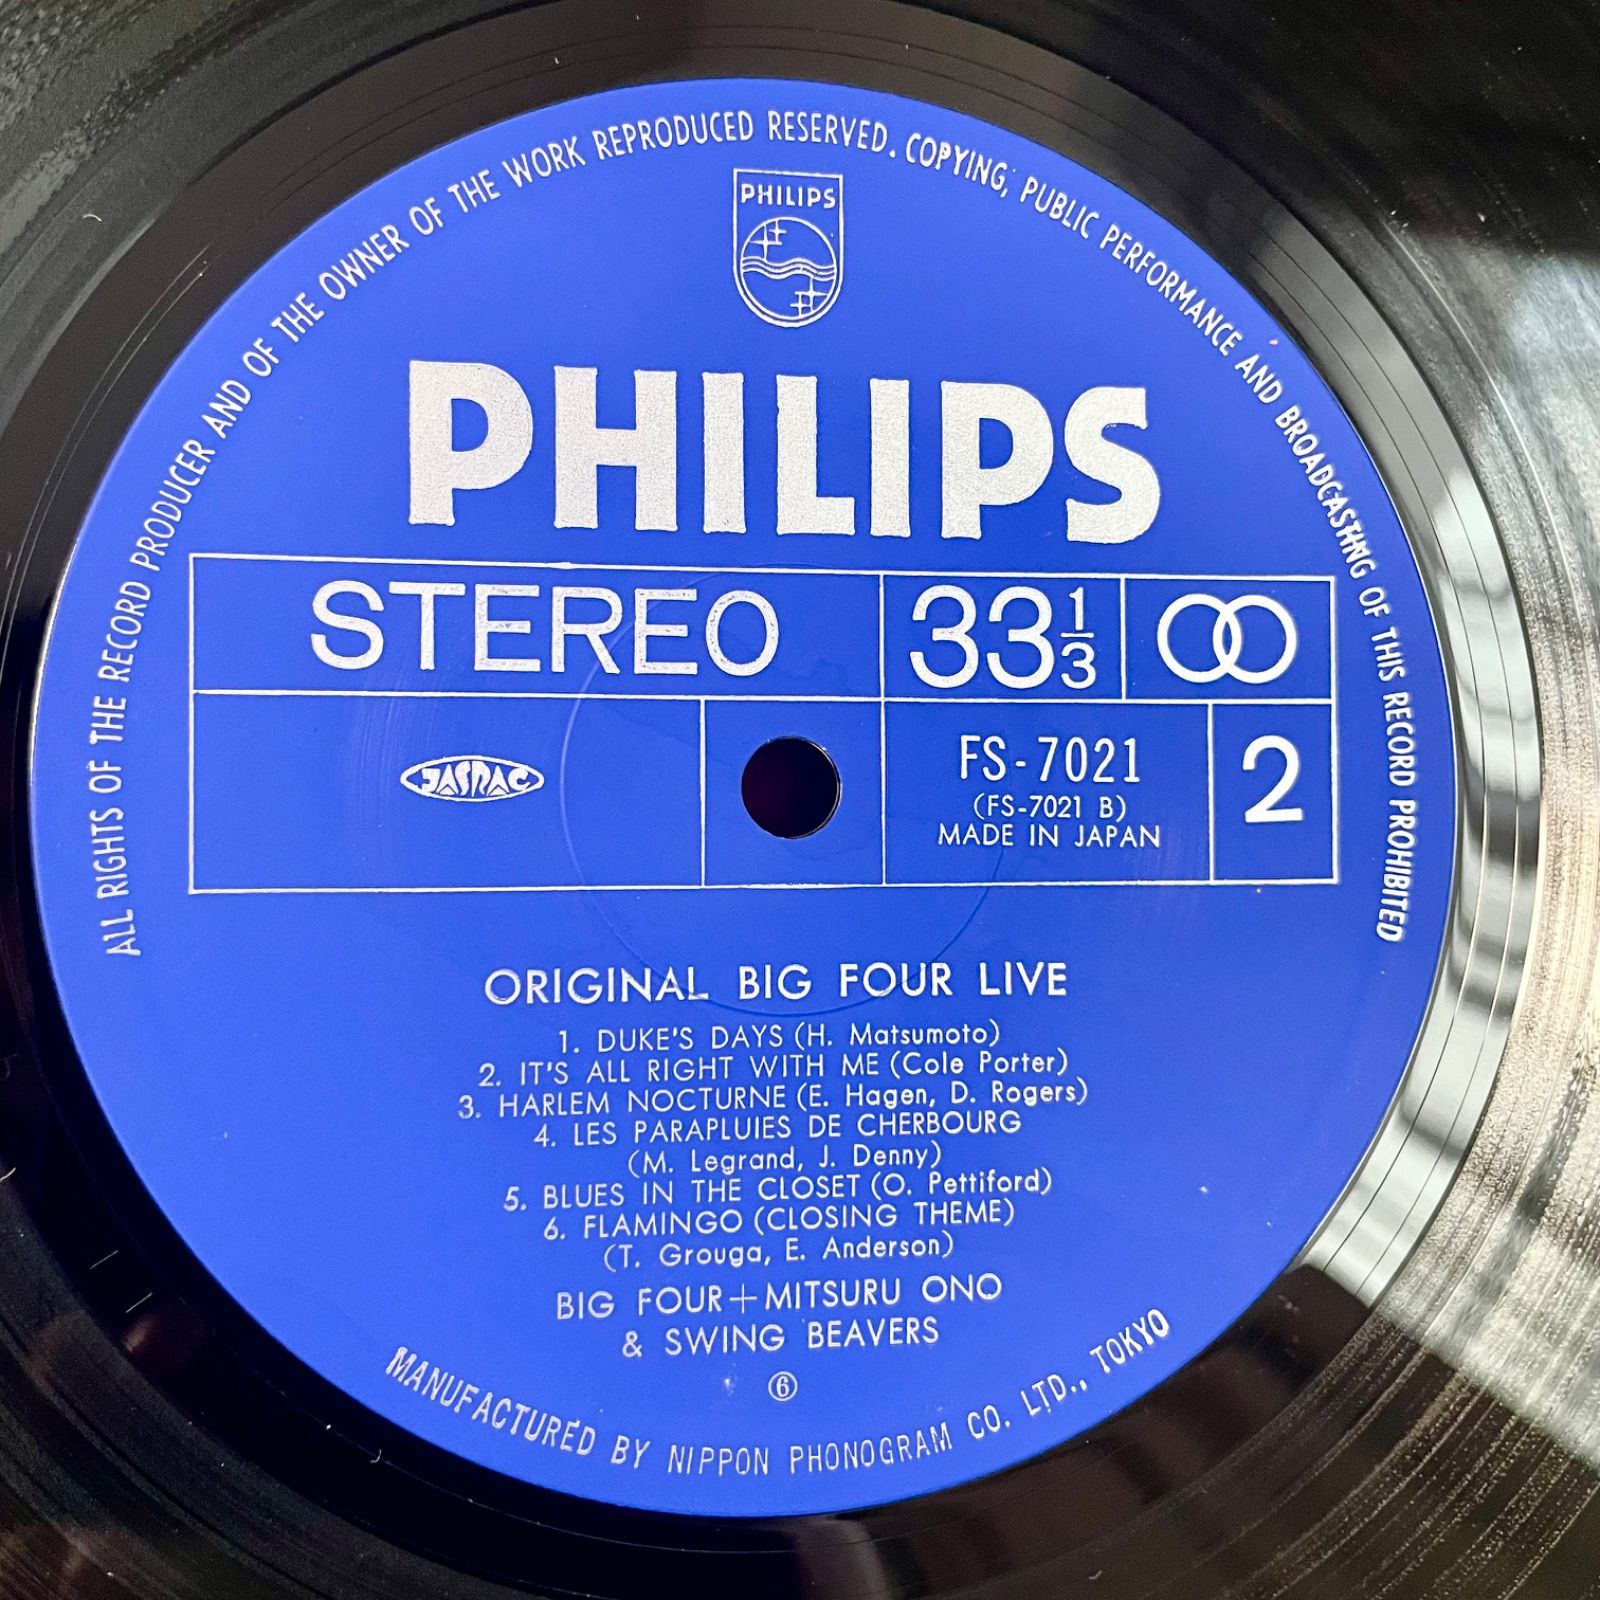 ALL RIGHTS OF THE RECORD PRODUCER AND OF THE OWNER OF THE WORK REPRODUCED RESERVED. COPYING, PUBLIC PERFORMANCE AND BROADCASTING OF THIS RECORD PROHIBITED
PHILIPS
PHILIPS
STEREO 33 1/3
JASRAC
FS-7021
(FS-7021 B)
MADE IN JAPAN
2
ORIGINAL BIG FOUR LIVE
1. DUKE'S DAYS (H. Matsumoto)
2. IT'S ALL RIGHT WITH ME (Cole Porter)
3. HARLEM NOCTURNE (E. Hagen, D. Rogers)
4. LES PARAPLUIES DE CHERBOURG
(M. Legrand, J. Denny)
5. BLUES IN THE CLOSET (O. Pettiford)
6. FLAMINGO (CLOSING THEME)
(T. Grouga, E. Anderson)
BIG FOUR+MITSURU ONO
& SWING BEAVERS
⑥
MANUFACTURED BY NIPPON PHONOGRAM CO. LTD., TOKYO